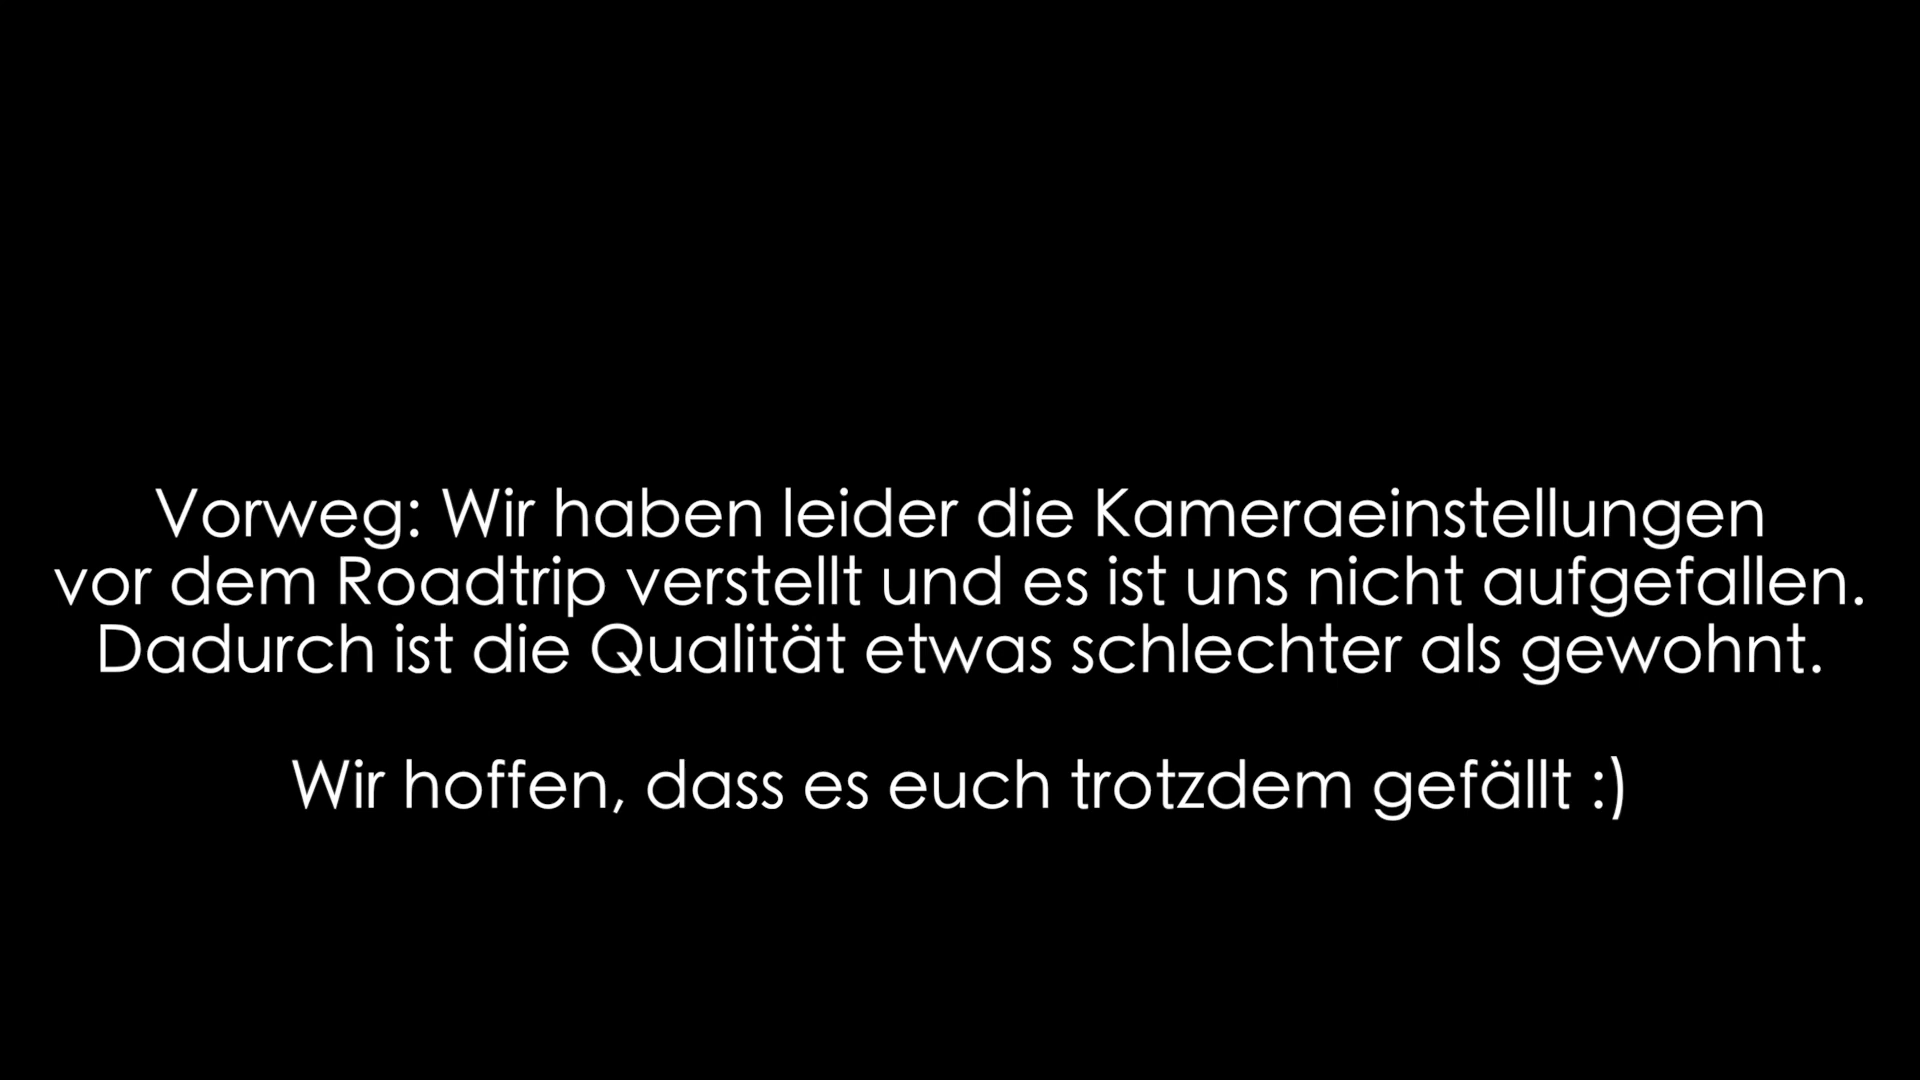 Vorweg: Wir haben leider die Kameraeinstellungen
vor dem Roadtrip verstellt und es ist uns nicht aufgefallen.
Dadurch ist die Qualität etwas schlechter als gewohnt.
Wir hoffen, dass es euch trotzdem gefällt :)